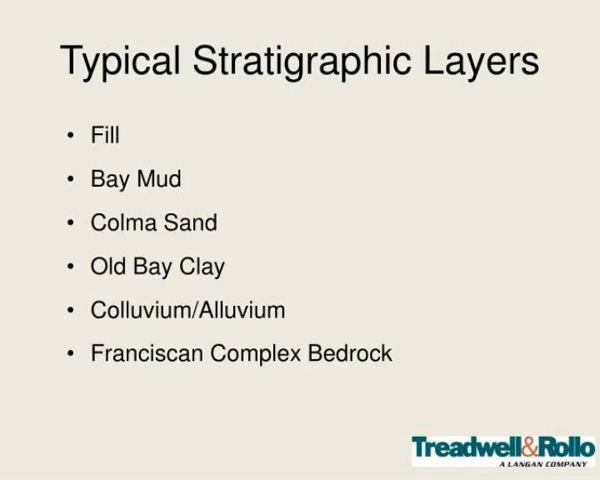 Typical Stratigraphic Layers
• Fill
• Bay Mud
• Colma Sand
• Old Bay Clay
• Colluvium/Alluvium
• Franciscan Complex Bedrock
Treadwell&Rollo
A LANGAN COMPANY